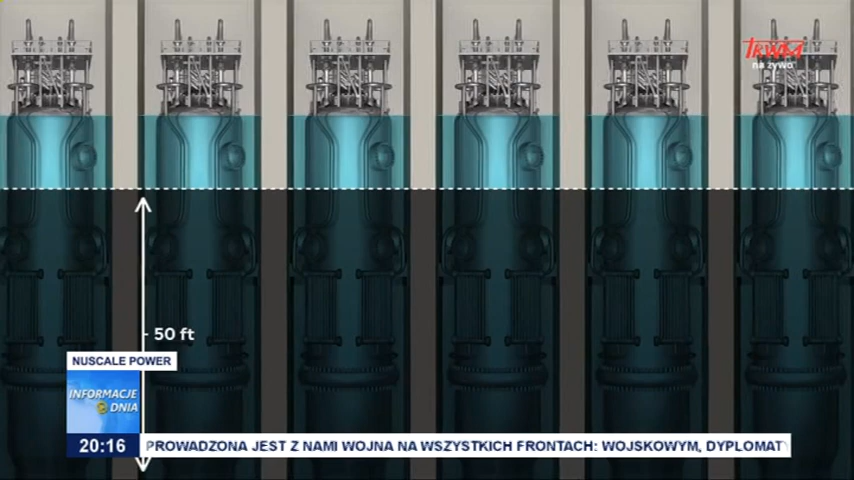 TRWAM
na żywo
50 ft
NUSCALE POWER
INFORMACJE
DNIA
20:16
PROWADZONA JEST Z NAMI WOJNA NA WSZYSTKICH FRONTACH: WOJSKOWYM, DYPLOMAT